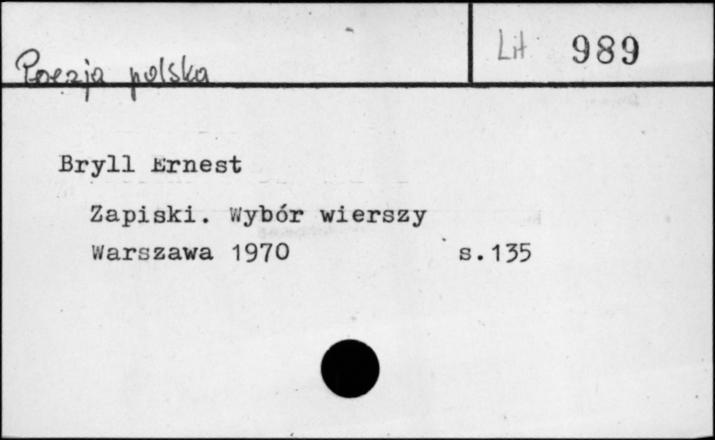 Poezja polska
Lit 989
Bryll Ernest
Zapiski. Wybór wierszy
Warszawa 1970 s.135